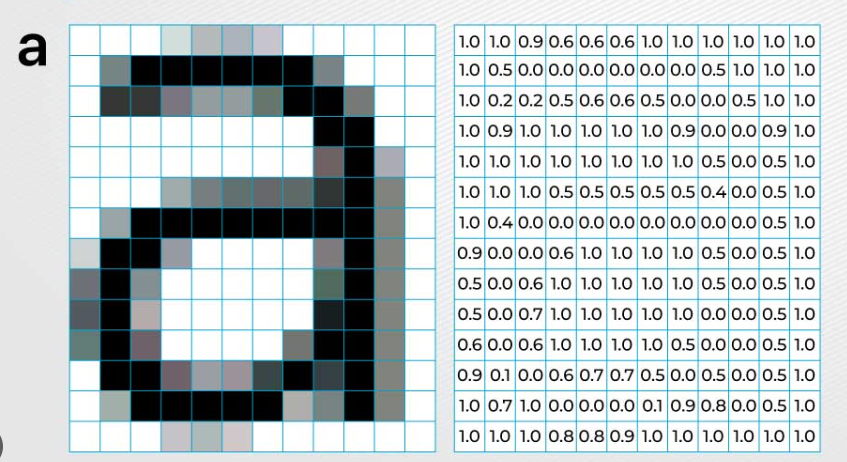 a
1.0 1.0 0.9 0.6 0.6 0.6 1.0 1.0 1.0 1.0 1.0 1.0
1.0 0.5 0.0 0.0 0.0 0.0 0.0 0.0 0.5 1.0 1.0 1.0
1.0 0.2 0.2 0.5 0.6 0.6 0.5 0.0 0.0 0.5 1.0 1.0
1.0 0.9 1.0 1.0 1.0 1.0 1.0 0.9 0.0 0.0 0.9 1.0
1.0 1.0 1.0 1.0 1.0 1.0 1.0 1.0 0.5 0.0 0.5 1.0
1.0 1.0 1.0 0.5 0.5 0.5 0.5 0.5 0.4 0.0 0.5 1.0
1.0 0.4 0.0 0.0 0.0 0.0 0.0 0.0 0.0 0.0 0.5 1.0
0.9 0.0 0.0 0.6 1.0 1.0 1.0 1.0 0.5 0.0 0.5 1.0
0.5 0.0 0.6 1.0 1.0 1.0 1.0 1.0 0.5 0.0 0.5 1.0
0.5 0.0 0.7 1.0 1.0 1.0 1.0 1.0 0.0 0.0 0.5 1.0
0.6 0.0 0.6 1.0 1.0 1.0 1.0 0.5 0.0 0.0 0.5 1.0
0.9 0.1 0.0 0.6 0.7 0.7 0.5 0.0 0.5 0.0 0.5 1.0
1.0 0.7 1.0 0.0 0.0 0.0 0.1 0.9 0.8 0.0 0.5 1.0
1.0 1.0 1.0 0.8 0.8 0.9 1.0 1.0 1.0 1.0 1.0 1.0